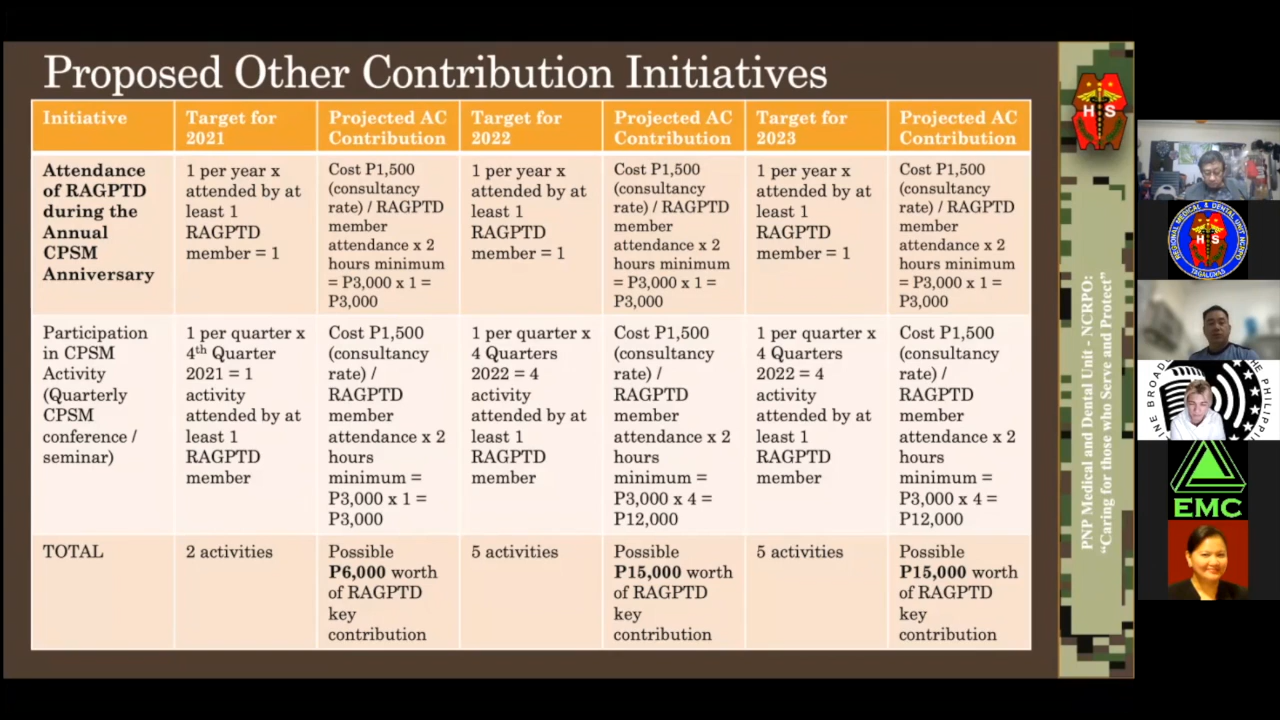 Proposed Other Contribution Initiatives
Initiative
Target for
2021
Projected AC
Contribution
Target for
2022
Projected AC
Contribution
Target for
2023
Projected AC
Contribution
Attendance
of RAGPTD
during the
Annual
CPSM
Anniversary
1 per year x
attended by at
least 1
RAGPTD
member = 1
Cost P1,500
(consultancy
rate) / RAGPTD
member
attendance x 2
hours minimum
= P3,000 x 1 =
P3,000
1 per year x
attended by at
least 1
RAGPTD
member = 1
Cost P1,500
(consultancy
rate) / RAGPTD
member
attendance x 2
hours minimum
= P3,000 x 1 =
P3,000
1 per year x
attended by at
least 1
RAGPTD
member = 1
Cost P1,500
(consultancy
rate) / RAGPTD
member
attendance x 2
hours minimum
= P3,000 x 1 =
P3,000
Participation
in CPSM
Activity
(Quarterly
CPSM
conference /
seminar)
1 per quarter x
4th Quarter
2021 = 1
activity
attended by at
least 1
RAGPTD
member
Cost P1,500
(consultancy
rate) /
RAGPTD
member
attendance x 2
hours
minimum =
P3,000 x 1 =
P3,000
1 per quarter x
4 Quarters
2022 = 4
activity
attended by at
least 1
RAGPTD
member
Cost P1,500
(consultancy
rate) /
RAGPTD
member
attendance x 2
hours
minimum =
P3,000 x 4 =
P12,000
1 per quarter x
4 Quarters
2022 = 4
activity
attended by at
least 1
RAGPTD
member
Cost P1,500
(consultancy
rate) /
RAGPTD
member
attendance x 2
hours
minimum =
P3,000 x 4 =
P12,000
TOTAL
2 activities
Possible
P6,000 worth
of RAGPTD
key
contribution
5 activities
Possible
P15,000 worth
of RAGPTD
key
contribution
5 activities
Possible
P15,000 worth
of RAGPTD
key
contribution
H S
PNP Medical and Dental Unit - NCRPO:
"Caring for those who Serve and Protect"
REGIONAL MEDICAL & DENTAL UNIT NCRPO
H S
TAGALIGTAS
EMC